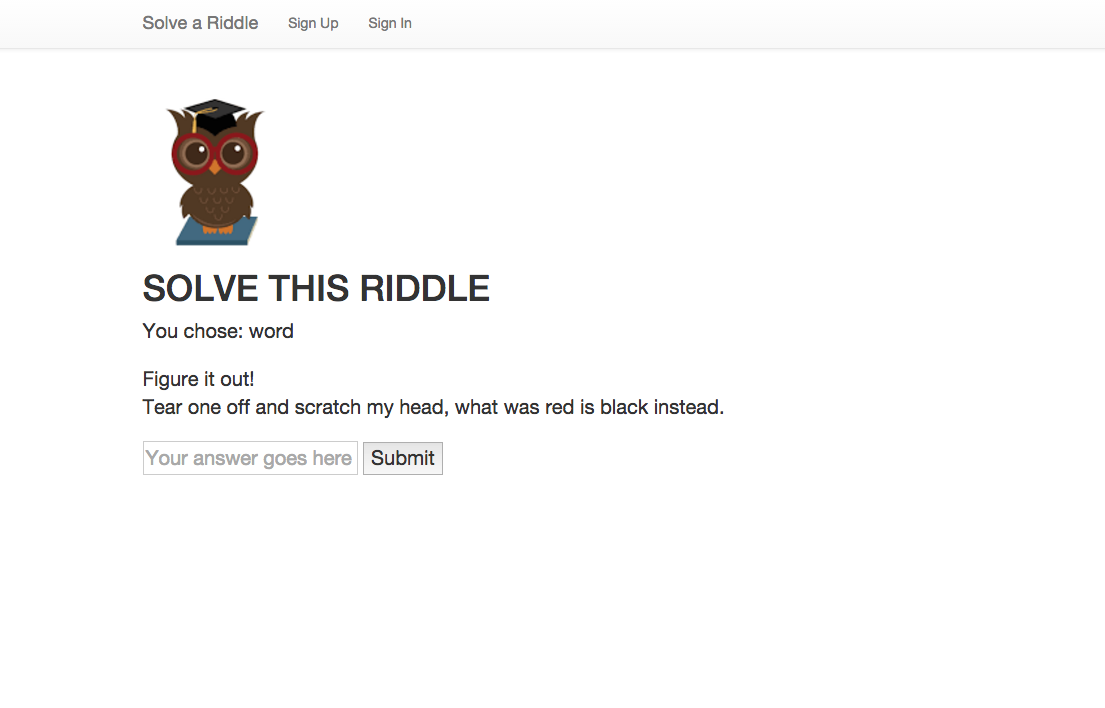 Solve a Riddle Sign Up Sign In
SOLVE THIS RIDDLE
You chose: word
Figure it out!
Tear one off and scratch my head, what was red is black instead.
Your answer goes here Submit